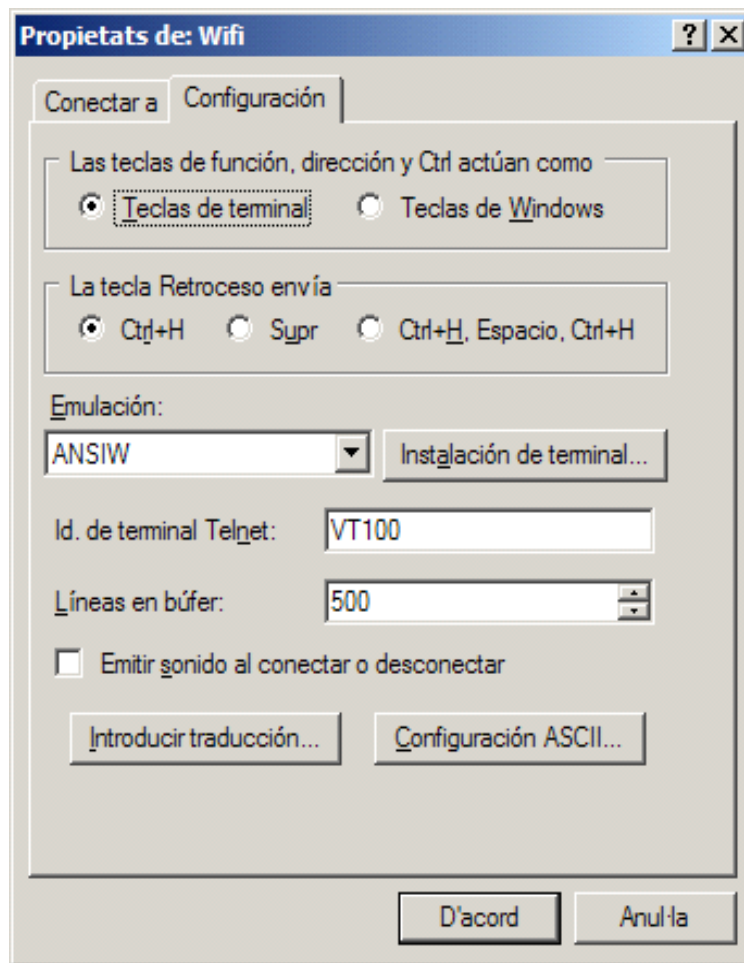 Propietats de: Wifi
Conectar a Configuración
Las teclas de función, dirección y Ctrl actúan como
Teclas de terminal Teclas de Windows
La tecla Retroceso envía
Ctrl+H Supr Ctrl+H, Espacio, Ctrl+H
Emulación:
ANSIW Instalación de terminal...
Id. de terminal Telnet: VT100
Líneas en búfer: 500
Emitir sonido al conectar o desconectar
Introducir traducción... Configuración ASCII...
D'acord Anul·la